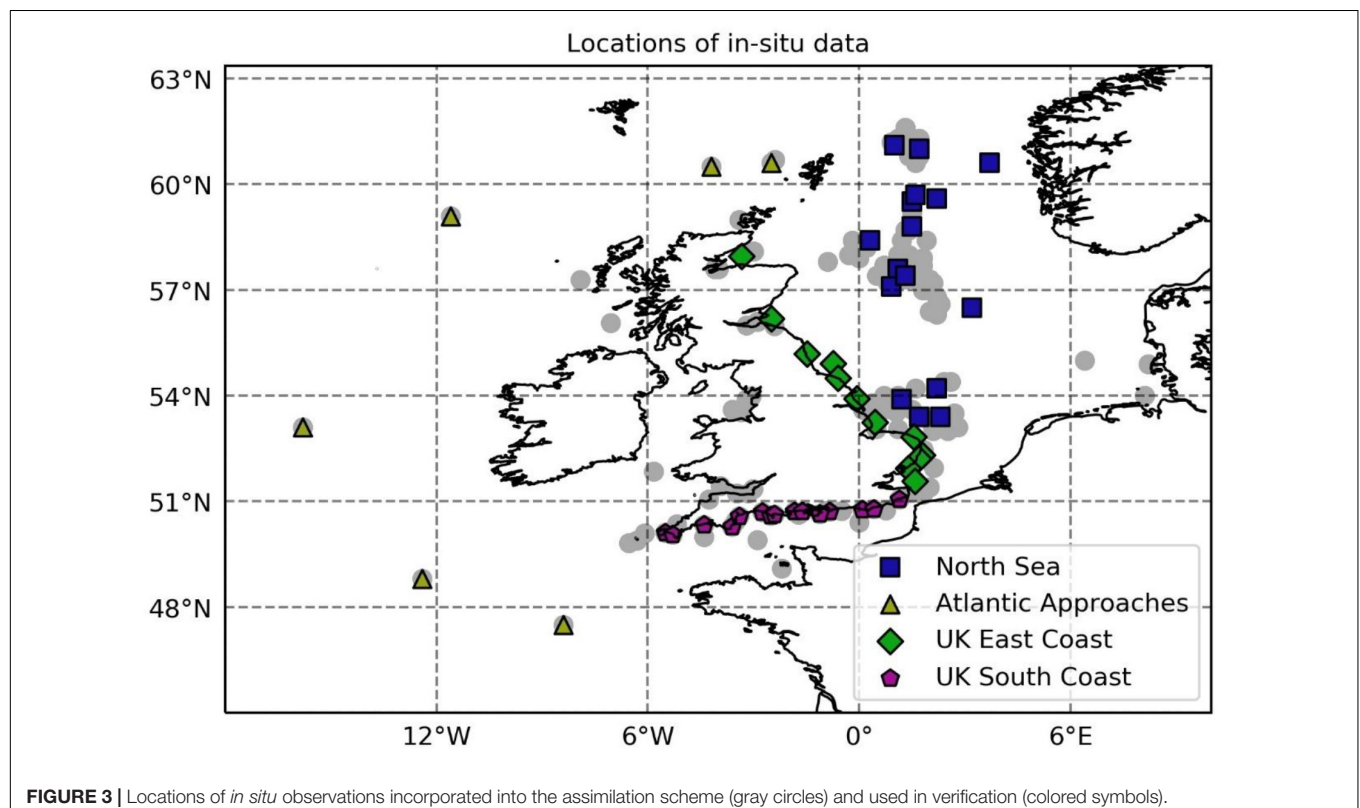 Locations of in-situ data
63°N
60°N
57°N
54°N
51°N
48°N
12°W 6°W 0° 6°E
North Sea
Atlantic Approaches
UK East Coast
UK South Coast
FIGURE 3 | Locations of in situ observations incorporated into the assimilation scheme (gray circles) and used in verification (colored symbols).